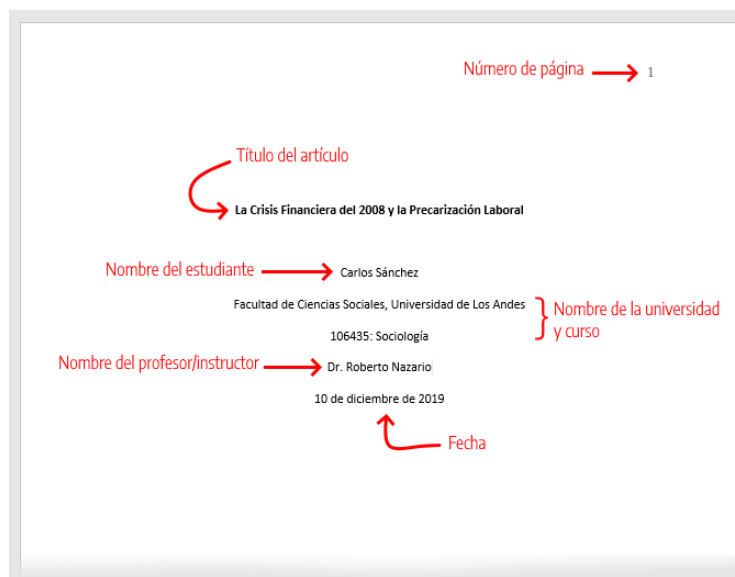 Número de página 1
Título del artículo
La Crisis Financiera del 2008 y la Precarización Laboral
Nombre del estudiante Carlos Sánchez
Facultad de Ciencias Sociales, Universidad de Los Andes
Nombre de la universidad
y curso
106435: Sociología
Nombre del profesor/instructor Dr. Roberto Nazario
10 de diciembre de 2019
Fecha